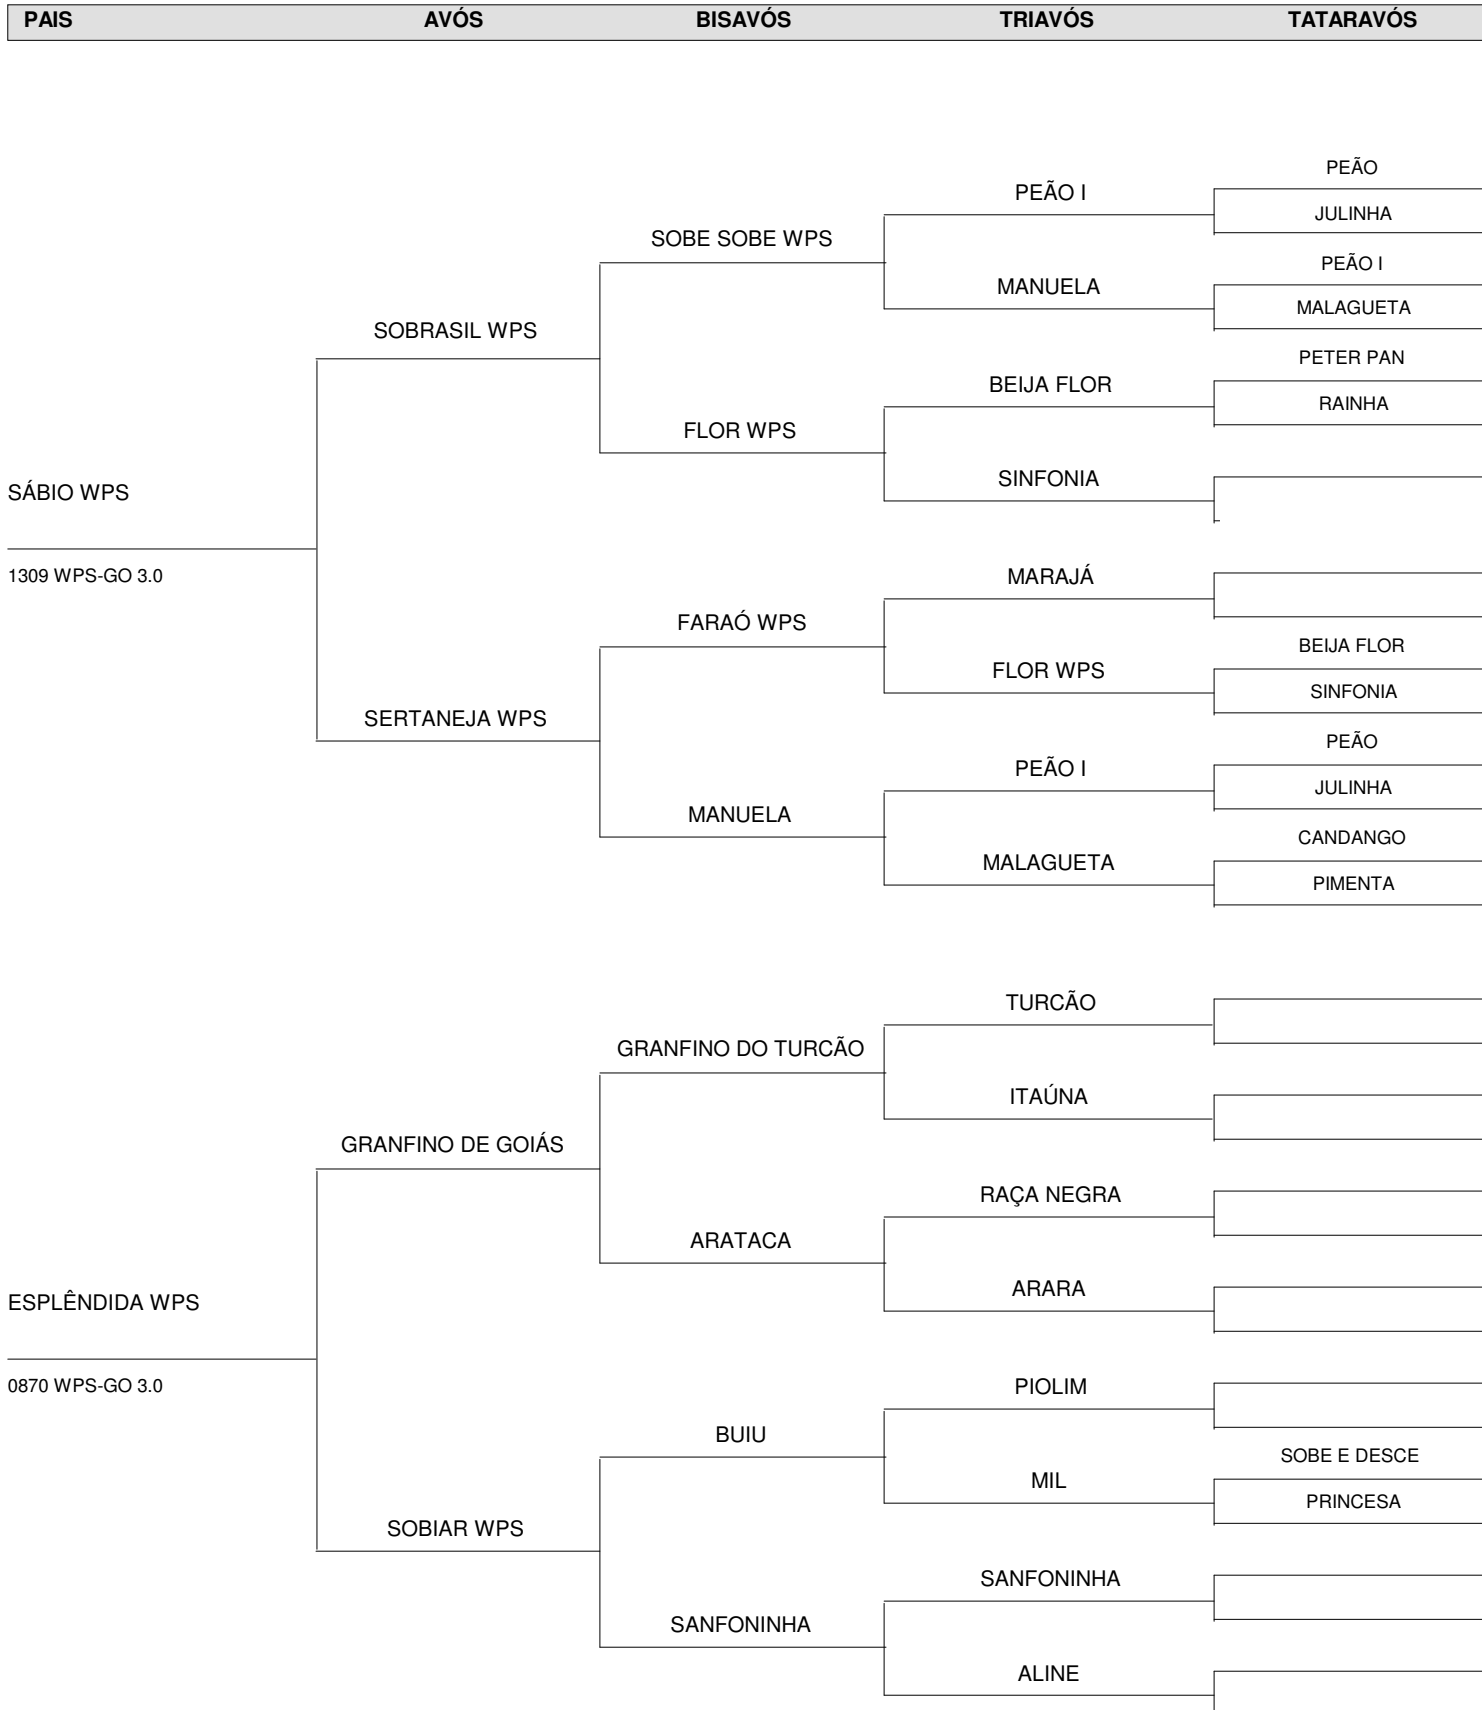 PAIS AVÓS BISAVÓS TRIAVÓS TATARAVÓS
PEÃO
PEÃO I
JULINHA
SOBE SOBE WPS
PEÃO I
MANUELA
MALAGUETA
SOBRASIL WPS
PETER PAN
BEIJA FLOR
RAINHA
FLOR WPS
SINFONIA
SÁBIO WPS
1309 WPS-GO 3.0
MARAJÁ
FARAÓ WPS
BEIJA FLOR
FLOR WPS
SINFONIA
SERTANEJA WPS
PEÃO
PEÃO I
JULINHA
MANUELA
CANDANGO
MALAGUETA
PIMENTA
TURCÃO
GRANFINO DO TURCÃO
ITAÚNA
GRANFINO DE GOIÁS
RAÇA NEGRA
ARATACA
ARARA
ESPLÊNDIDA WPS
0870 WPS-GO 3.0
PIOLIM
BUIU
SOBE E DESCE
MIL
PRINCESA
SOBIAR WPS
SANFONINHA
SANFONINHA
ALINE